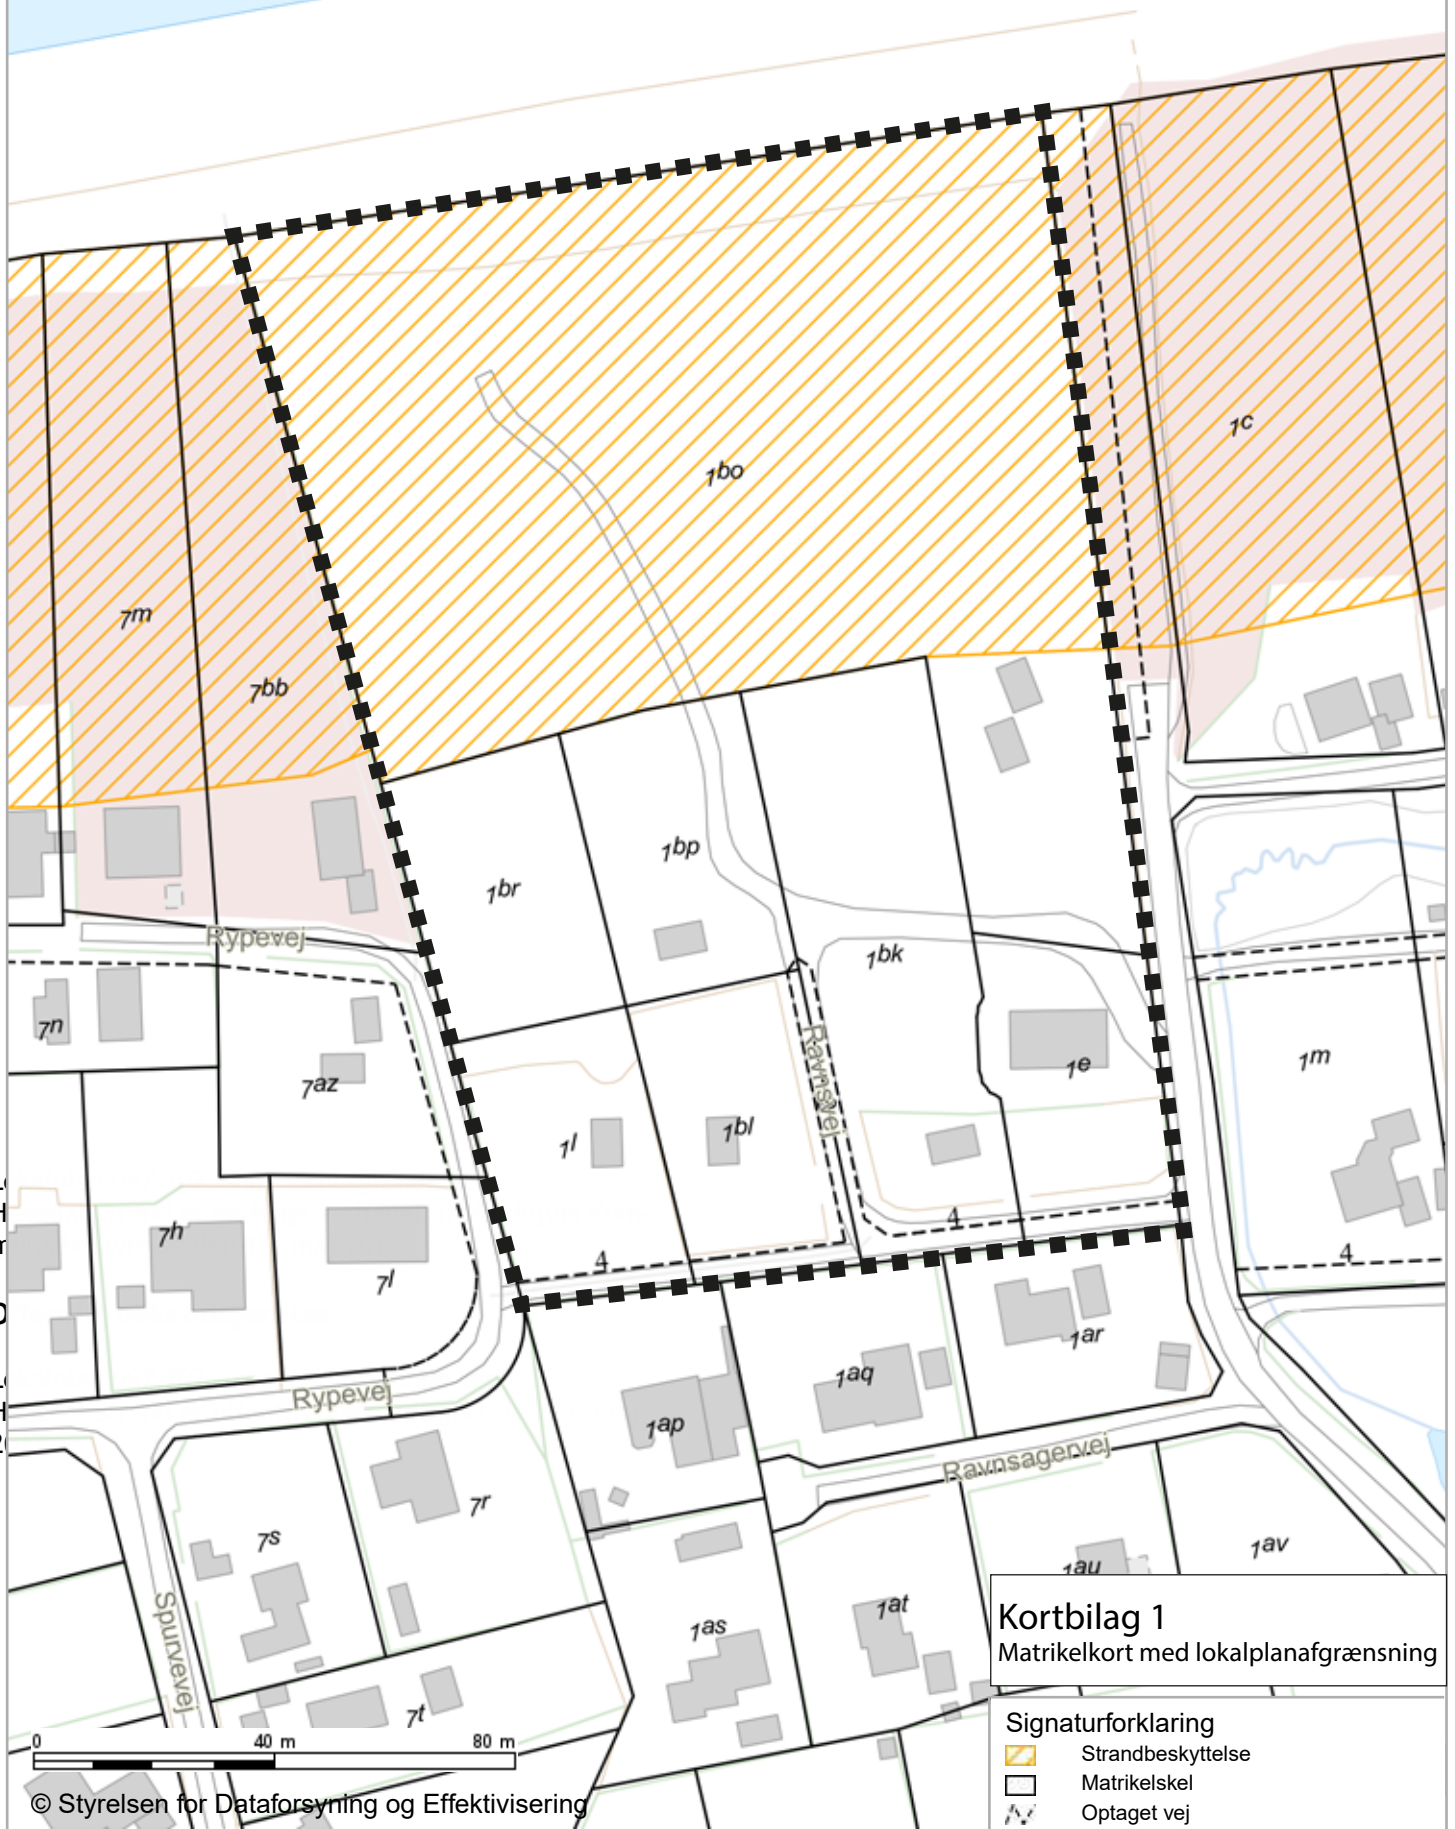 1bo
1c
7m
7bb
1bp
1br
Rypevej
1bk
7n
7az
Ravnsvej
1e
1m
1l
1bl
4
7h
4
4
7l
1ar
1aq
Rypevej
1ap
Ravnsagervej
7r
7s
1av
1au
1at
Spurvevej
1as
7t
Kortbilag 1
Matrikelkort med lokalplanafgrænsning
0 40 m 80 m
© Styrelsen for Dataforsyning og Effektivisering
Signaturforklaring
Strandbeskyttelse
Matrikelskel
Optaget vej